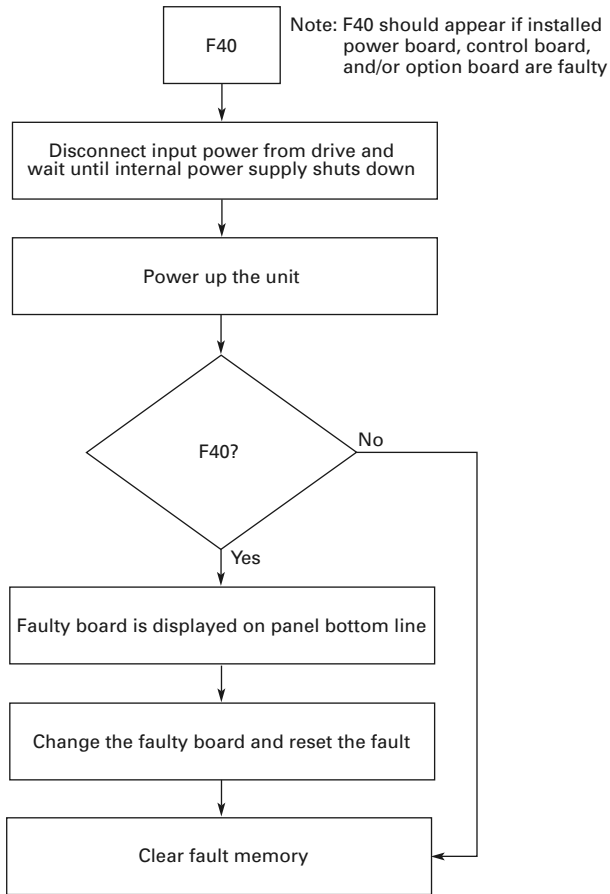 F40
Note: F40 should appear if installed
power board, control board,
and/or option board are faulty
Disconnect input power from drive and
wait until internal power supply shuts down
Power up the unit
F40?
No
Yes
Faulty board is displayed on panel bottom line
Change the faulty board and reset the fault
Clear fault memory